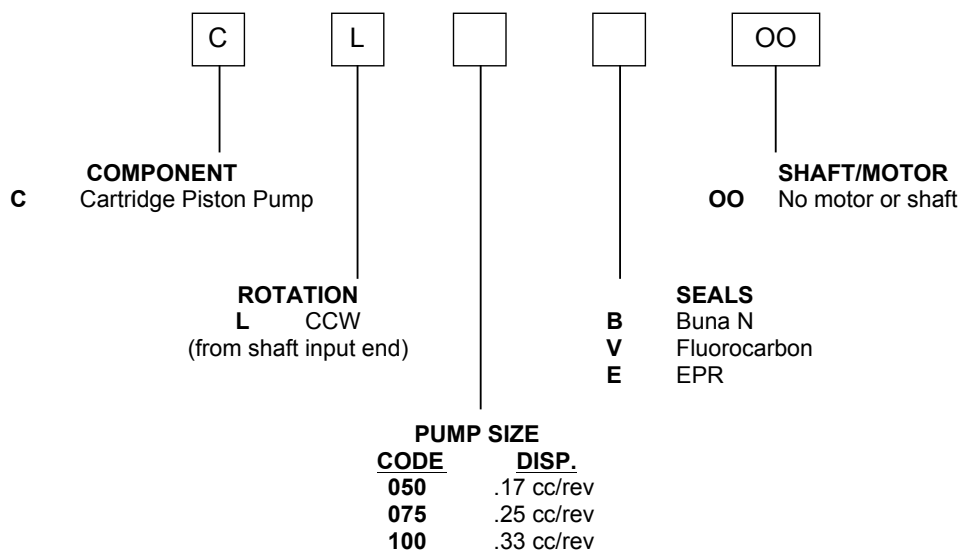 C L OO
COMPONENT
C Cartridge Piston Pump
SHAFT/MOTOR
OO No motor or shaft
ROTATION
L CCW
(from shaft input end)
SEALS
B Buna N
V Fluorocarbon
E EPR
PUMP SIZE
CODE DISP.
050 .17 cc/rev
075 .25 cc/rev
100 .33 cc/rev